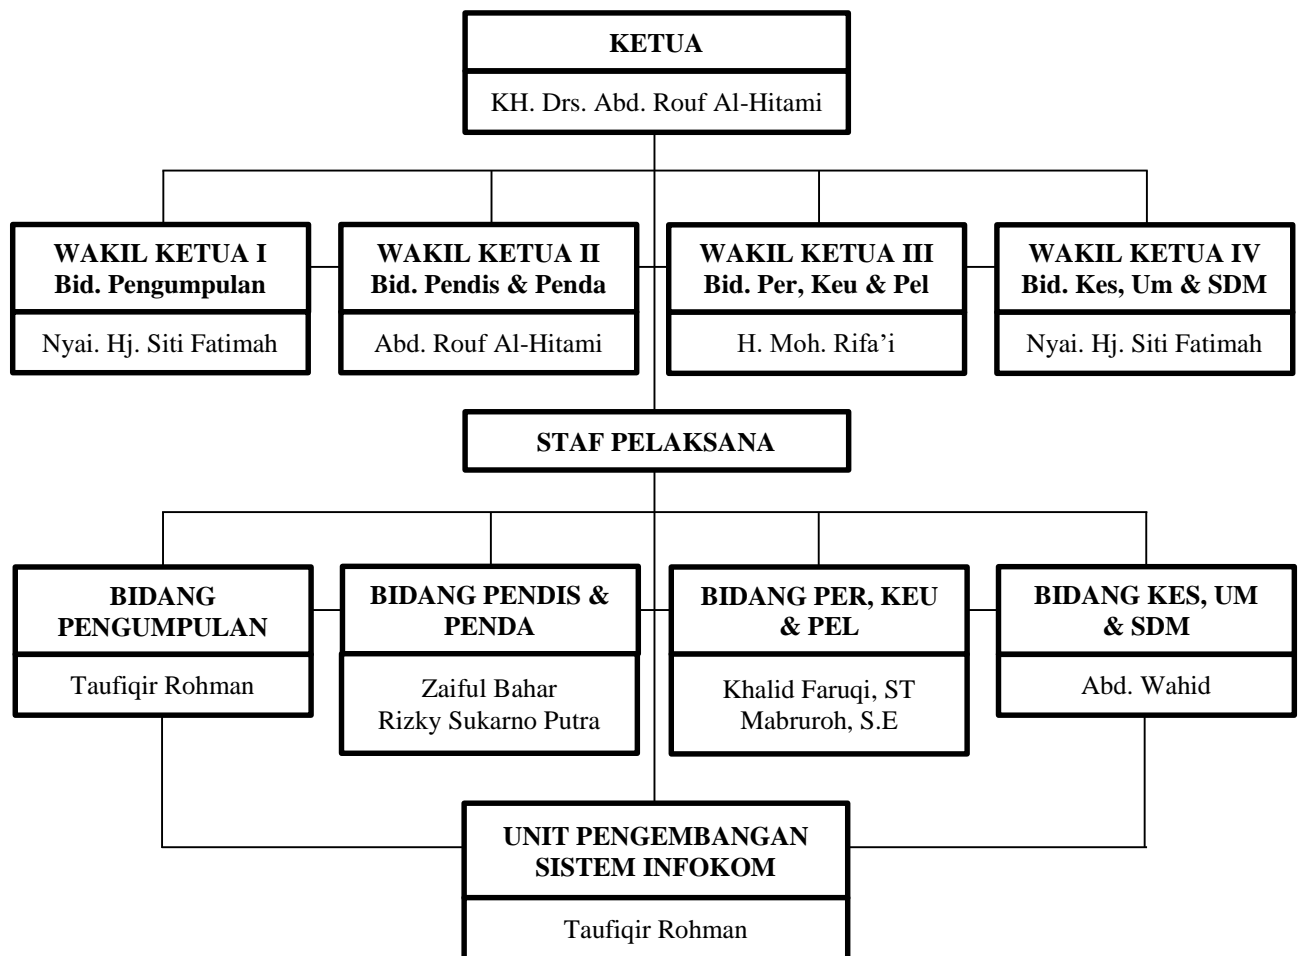 KETUA
KH. Drs. Abd. Rouf Al-Hitami
WAKIL KETUA I
Bid. Pengumpulan
Nyai. Hj. Siti Fatimah
WAKIL KETUA II
Bid. Pendis & Penda
Abd. Rouf Al-Hitami
WAKIL KETUA III
Bid. Per, Keu & Pel
H. Moh. Rifa’i
WAKIL KETUA IV
Bid. Kes, Um & SDM
Nyai. Hj. Siti Fatimah
STAF PELAKSANA
BIDANG
PENGUMPULAN
Taufiqir Rohman
BIDANG PENDIS &
PENDA
Zaiful Bahar
Rizky Sukarno Putra
BIDANG PER, KEU
& PEL
Khalid Faruqi, ST
Mabruroh, S.E
BIDANG KES, UM
& SDM
Abd. Wahid
UNIT PENGEMBANGAN
SISTEM INFOKOM
Taufiqir Rohman